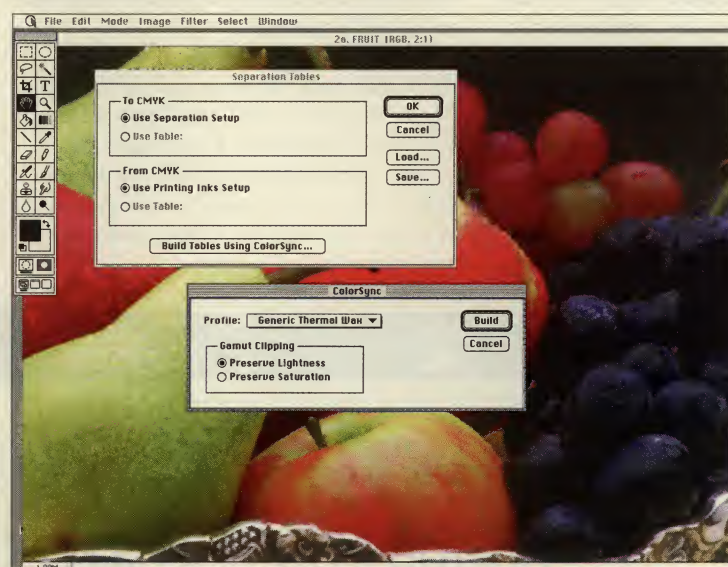 File Edit Mode Image Filter Select Window
2a. FRUIT (RGB, 2:1)
T
Separation Tables
To CMYK
Use Separation Setup
Use Table:
From CMYK
Use Printing Inks Setup
Use Table:
OK
Cancel
Load...
Save...
Build Tables Using ColorSync...
ColorSync
Profile: Generic Thermal Wax
Gamut Clipping
Preserve Lightness
Preserve Saturation
Build
Cancel